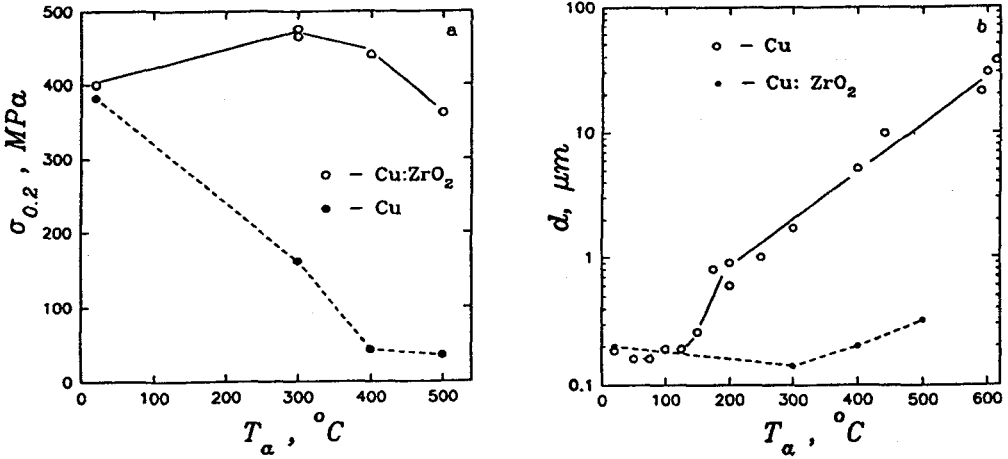 500
400
300
200
100
0
σ0.2 , MPa
a
o – Cu:ZrO2
● – Cu
0 100 200 300 400 500
Ta , °C
100
10
1
0.1
d, μm
b
o – Cu
• – Cu: ZrO2
0 100 200 300 400 500 600
Ta , °C